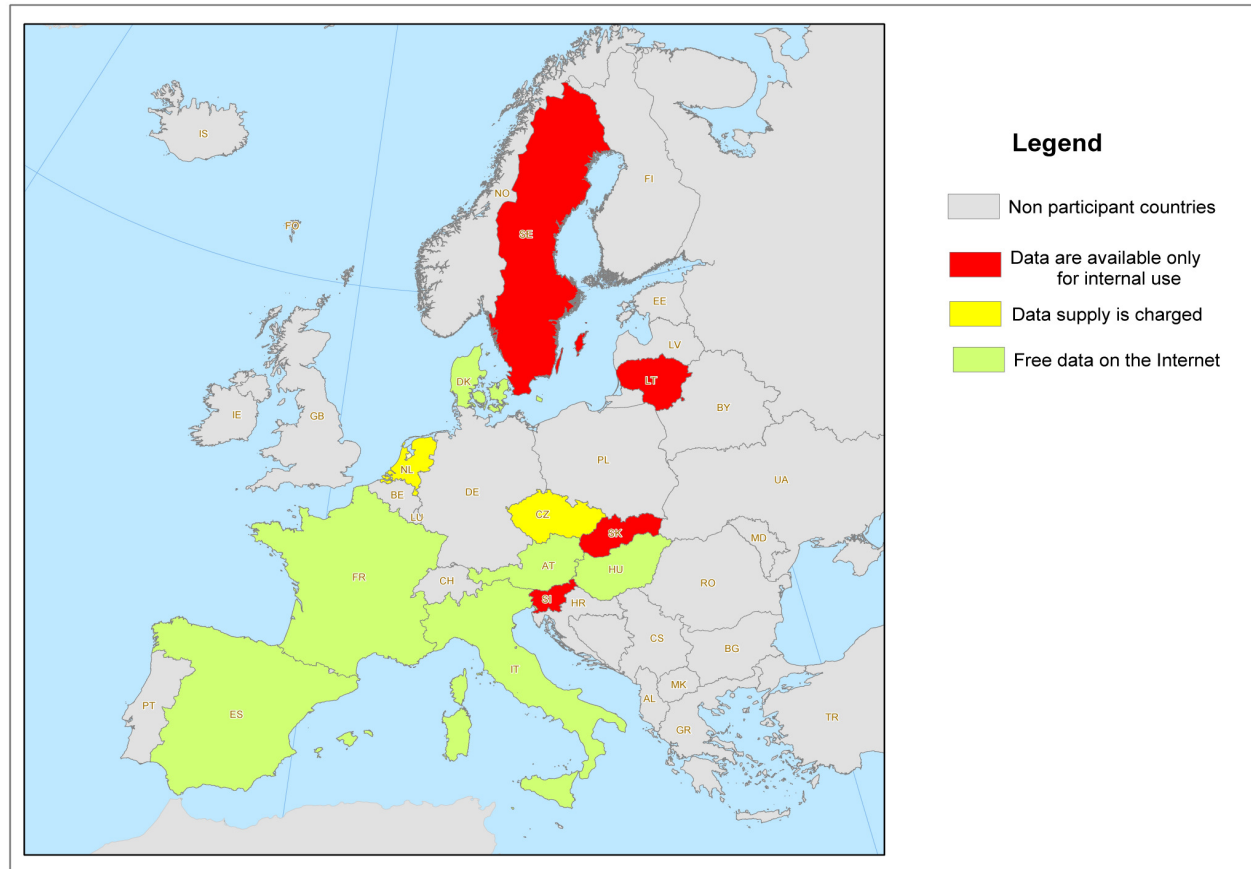 IS
FO
NO
SE
FI
EE
LV
LT
DK
IE
GB
BY
NL
PL
BE
DE
LU
UA
CZ
SK
MD
FR
CH
AT
HU
RO
SI
HR
CS
BG
IT
MK
AL
PT
ES
GR
TR
Legend
Non participant countries
Data are available only
for internal use
Data supply is charged
Free data on the Internet